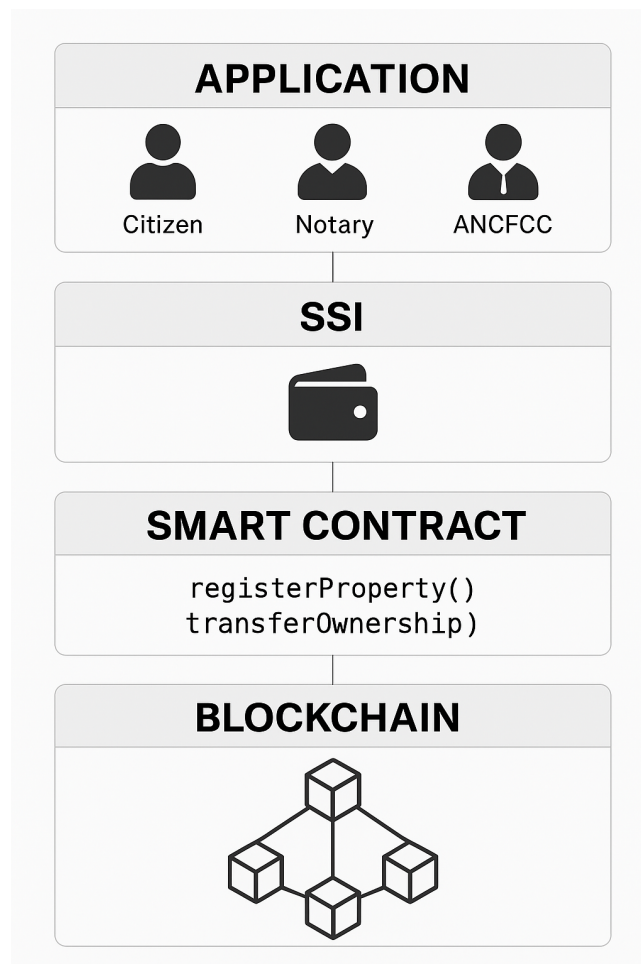 APPLICATION
Citizen Notary ANCFCC
SSI
SMART CONTRACT
registerProperty()
transferOwnership)
BLOCKCHAIN